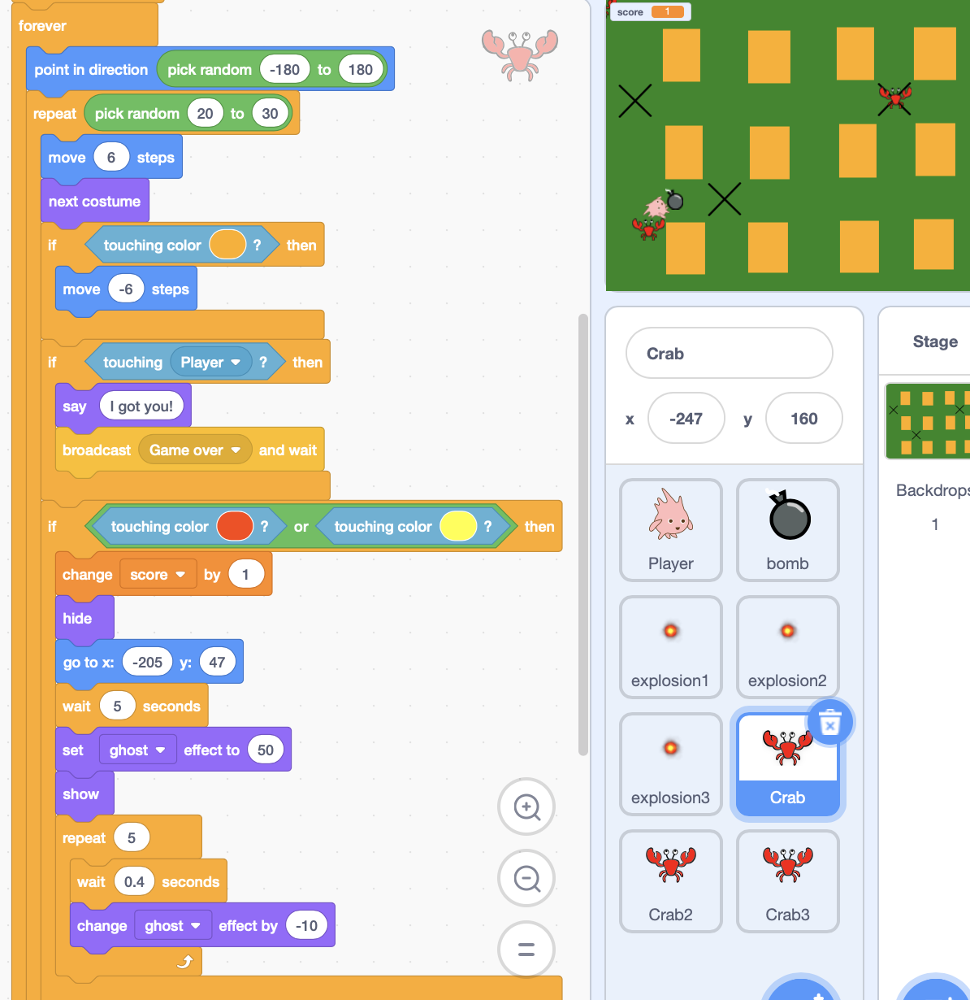 forever
point in direction pick random -180 to 180
repeat pick random 20 to 30
move 6 steps
next costume
if touching color ? then
move -6 steps
if touching Player ? then
say I got you!
broadcast Game over and wait
if touching color ? or touching color ? then
change score by 1
hide
go to x: -205 y: 47
wait 5 seconds
set ghost effect to 50
show
repeat 5
wait 0.4 seconds
change ghost effect by -10
score 1
Crab
x -247 y 160
Player bomb
explosion1 explosion2
explosion3 Crab
Crab2 Crab3
Stage
Backdrops
1